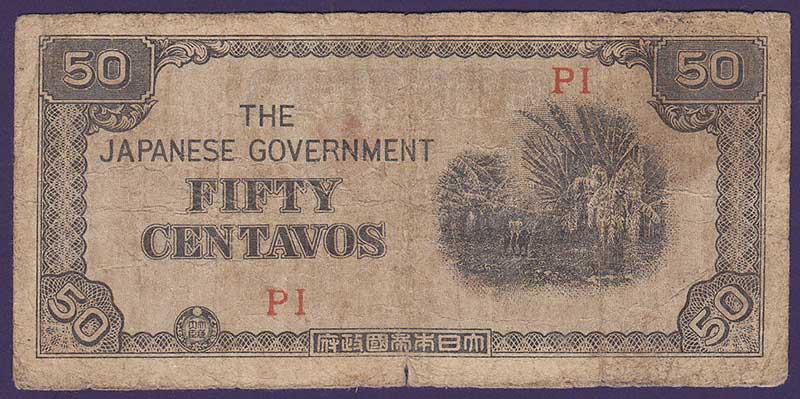 50 50
PI
THE
JAPANESE GOVERNMENT
FIFTY
CENTAVOS
PI
50 50
大日本帝國政府